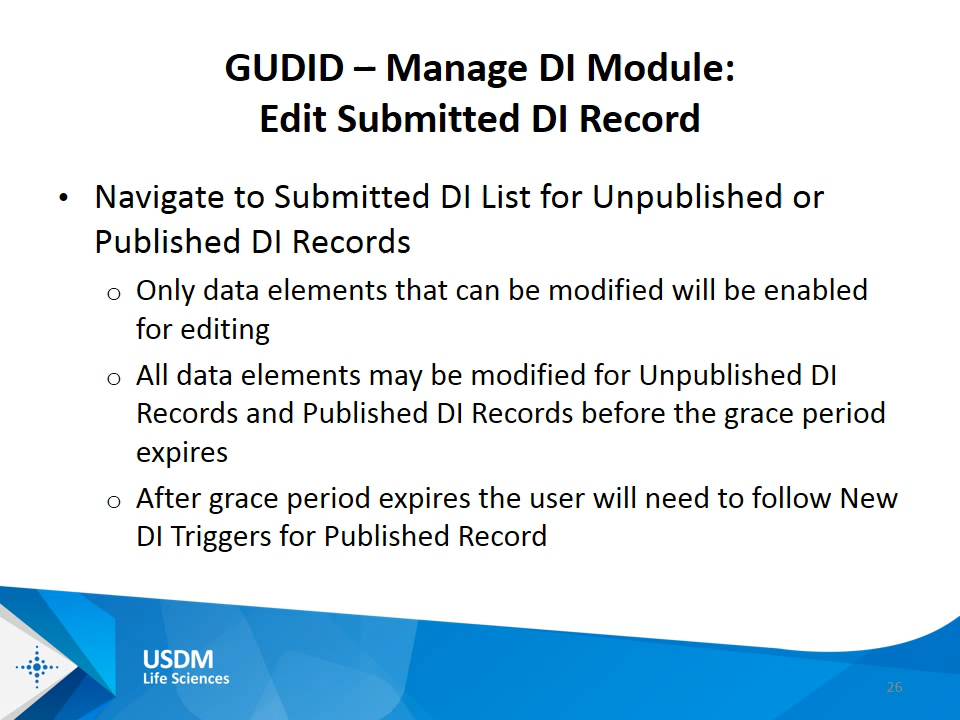 GUDID – Manage DI Module:
Edit Submitted DI Record
• Navigate to Submitted DI List for Unpublished or
Published DI Records
o Only data elements that can be modified will be enabled
for editing
o All data elements may be modified for Unpublished DI
Records and Published DI Records before the grace period
expires
o After grace period expires the user will need to follow New
DI Triggers for Published Record
USDM
Life Sciences
26